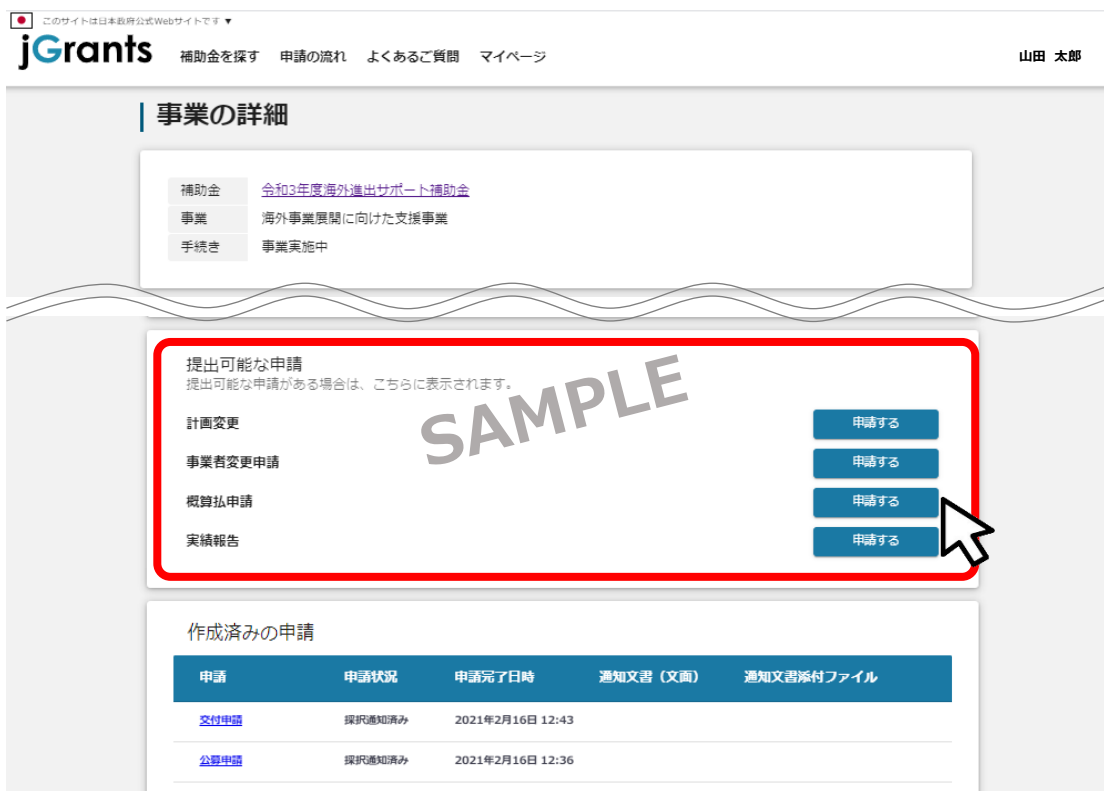 このサイトは日本政府公式Webサイトです ▼
jGrants 補助金を探す 申請の流れ よくあるご質問 マイページ 山田 太郎
事業の詳細
補助金 令和3年度海外進出サポート補助金
事業 海外事業展開に向けた支援事業
手続き 事業実施中
提出可能な申請
提出可能な申請がある場合は、こちらに表示されます。
SAMPLE
計画変更 申請する
事業者変更申請 申請する
概算払申請 申請する
実績報告 申請する
作成済みの申請
申請 申請状況 申請完了日時 通知文書（文面） 通知文書添付ファイル
交付申請 採択通知済み 2021年2月16日 12:43
公募申請 採択通知済み 2021年2月16日 12:36